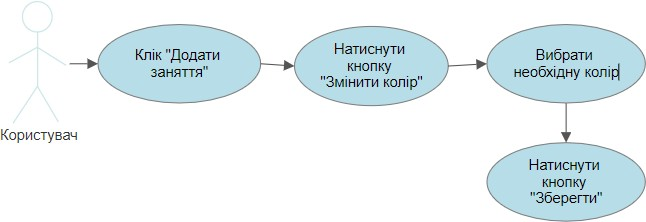 Клік "Додати
заняття"
Натиснути
кнопку
"Змінити колір"
Вибрати
необхідну колір
Користувач
Натиснути
кнопку
"Зберегти"